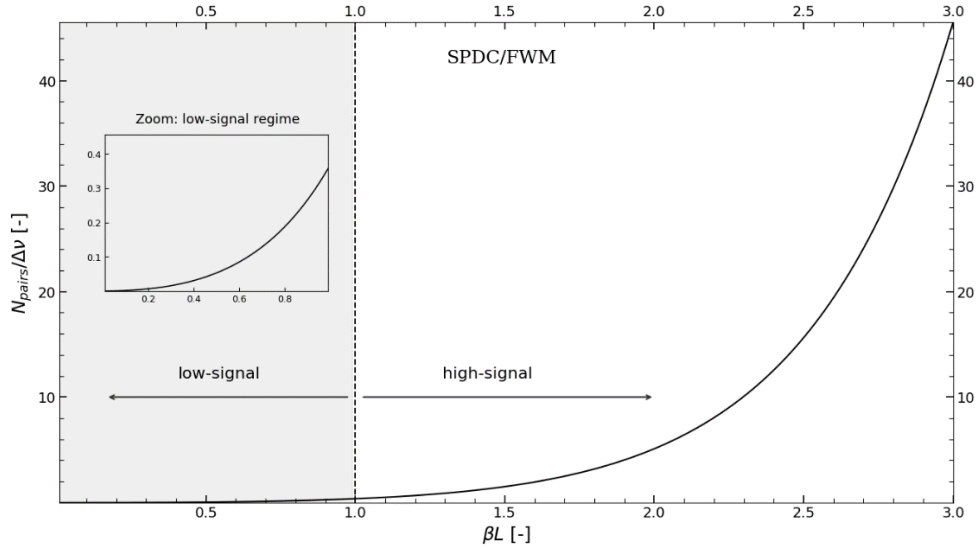 0.5 1.0 1.5 2.0 2.5 3.0
SPDC/FWM
40 40
Zoom: low-signal regime
0.4
0.3
0.2
0.1
0.2 0.4 0.6 0.8
30 30
20 20
low-signal high-signal
10 10
0.5 1.0 1.5 2.0 2.5 3.0
βL [-]
N_pairs/Δν [-]